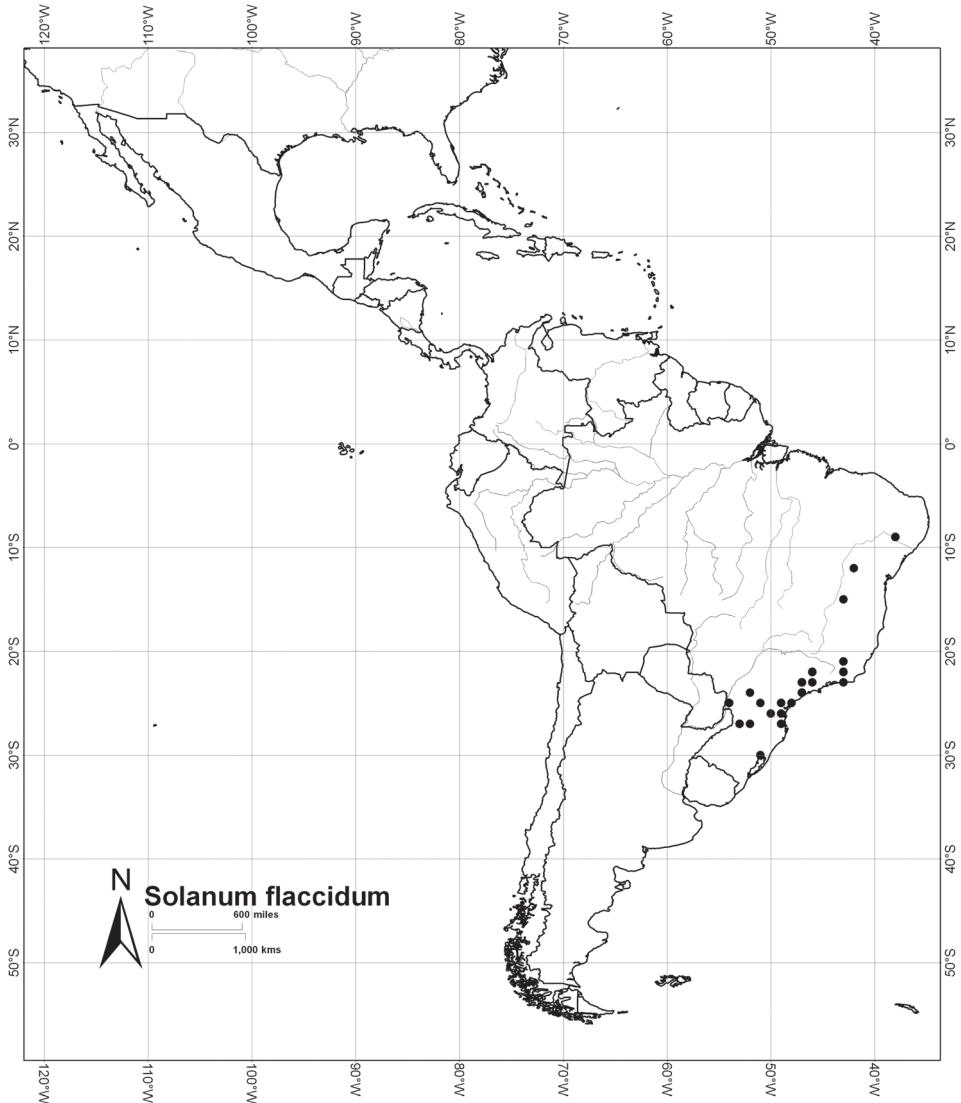 120°W 110°W 100°W 90°W 80°W 70°W 60°W 50°W 40°W
30°N 30°N
20°N 20°N
10°N 10°N
0° 0°
10°S 10°S
20°S 20°S
30°S 30°S
40°S 40°S
N
Solanum flaccidum
0 600 miles
0 1,000 kms
50°S 50°S
120°W 110°W 100°W 90°W 80°W 70°W 60°W 50°W 40°W